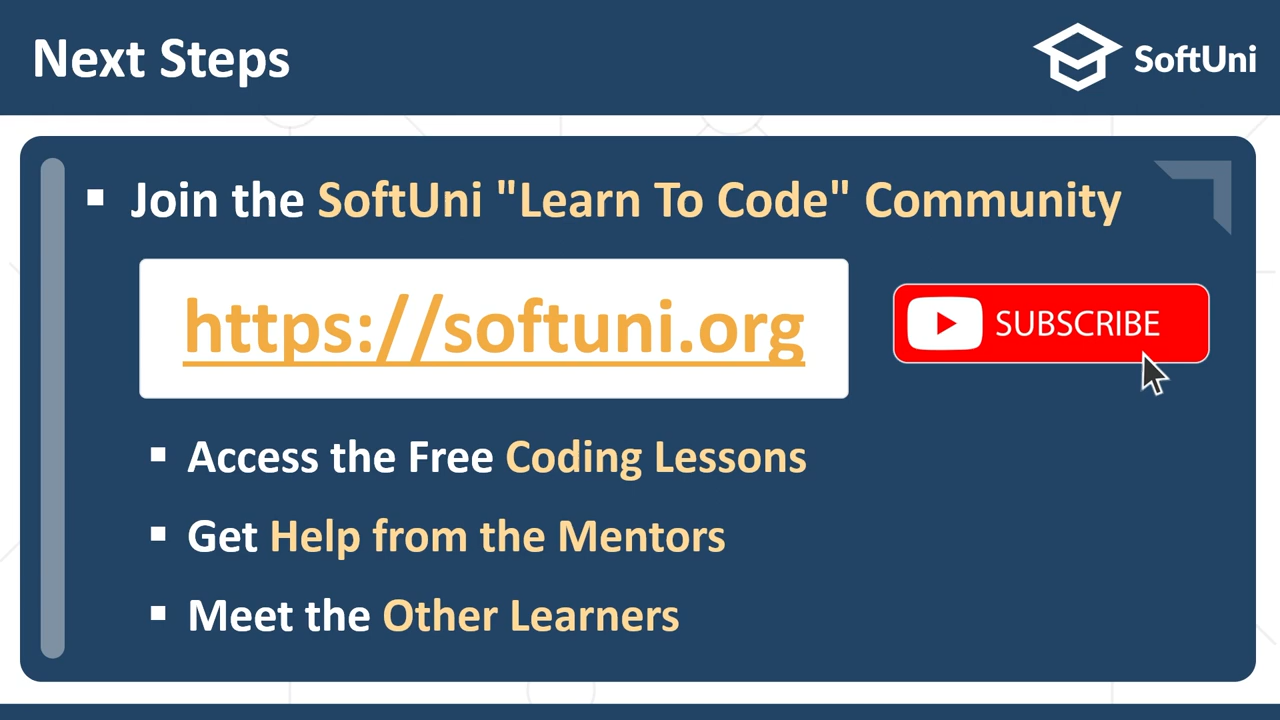 Next Steps
SoftUni
▪ Join the SoftUni "Learn To Code" Community
https://softuni.org
SUBSCRIBE
▪ Access the Free Coding Lessons
▪ Get Help from the Mentors
▪ Meet the Other Learners